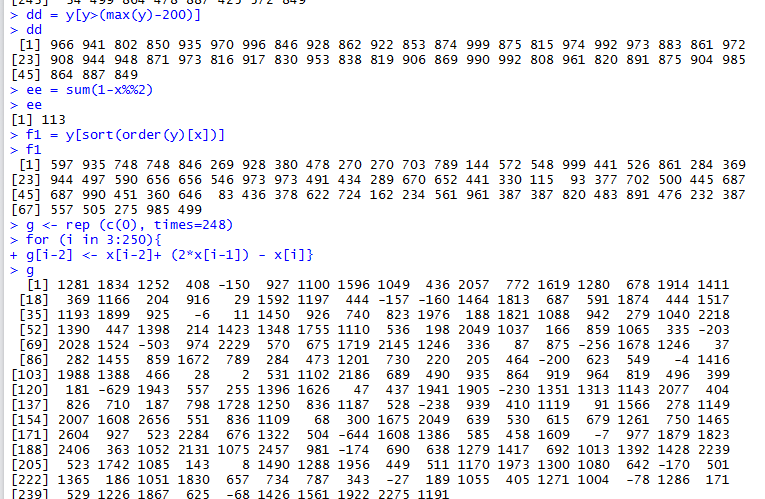 > dd = y[y>(max(y)-200)]
> dd
 [1] 966 941 802 850 935 970 996 846 928 862 922 853 874 999 875 815 974 992 973 883 861 972
[23] 908 944 948 871 973 816 917 830 953 838 819 906 869 990 992 808 961 820 891 875 904 985
[45] 864 887 849
> ee = sum(1-x%%2)
> ee
[1] 113
> f1 = y[sort(order(y)[x])]
> f1
 [1] 597 935 748 748 846 269 928 380 478 270 270 703 789 144 572 548 999 441 526 861 284 369
[23] 944 497 590 656 656 546 973 973 491 434 289 670 652 441 330 115  93 377 702 500 445 687
[45] 687 990 451 360 646  83 436 378 622 724 162 234 561 961 387 387 820 483 891 476 232 387
[67] 557 505 275 985 499
> g <- rep (c(0), times=248)
> for (i in 3:250){
+ g[i-2] <- x[i-2]+ (2*x[i-1]) - x[i]}
> g
  [1] 1281 1834 1252  408 -150  927 1100 1596 1049  436 2057  772 1619 1280  678 1914 1411
 [18]  369 1166  204  916   29 1592 1197  444 -157 -160 1464 1813  687  591 1874  444 1517
 [35] 1193 1899  925   -6   11 1450  926  740  823 1976  188 1821 1088  942  279 1040 2218
 [52] 1390  447 1398  214 1423 1348 1755 1110  536  198 2049 1037  166  859 1065  335 -203
 [69] 2028 1524 -503  974 2229  570  675 1719 2145 1246  336   87  875 -256 1678 1246   37
 [86]  282 1455  859 1672  789  284  473 1201  730  220  205  464 -200  623  549   -4 1416
[103] 1988 1388  466   28    2  531 1102 2186  689  490  935  864  919  964  819  496  399
[120]  181 -629 1943  557  255 1396 1626   47  437 1941 1905 -230 1351 1313 1143 2077  404
[137]  826  710  187  798 1728 1250  836 1187  528 -238  939  410 1119   91 1566  278 1149
[154] 2007 1608 2656  551  836 1109   68  300 1675 2049  639  530  615  679 1261  750 1465
[171] 2604  927  523 2284  676 1322  504 -644 1608 1386  585  458 1609   -7  977 1879 1823
[188] 2406  363 1052 2131 1075 2457  981 -174  690  638 1279 1417  692 1013 1392 1428 2239
[205]  523 1742 1085  143    8 1490 1288 1956  449  511 1170 1973 1300 1080  642 -170  501
[222] 1365  186 1051 1830  657  734  787  343  -27  189 1055  405 1271 1004  -78 1286  171
[239]  529 1226 1867  625  -68 1426 1561 1922 2275 1191